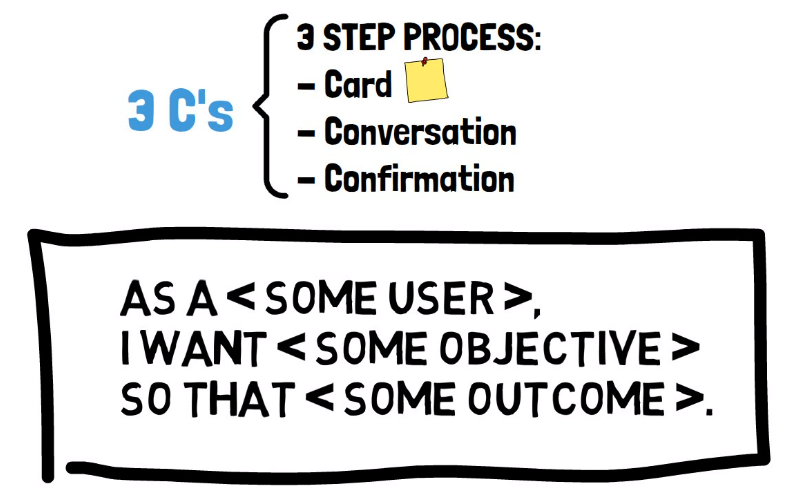 3 C's
3 STEP PROCESS:
- Card
- Conversation
- Confirmation
AS A < SOME USER >,
I WANT < SOME OBJECTIVE >
SO THAT < SOME OUTCOME >.